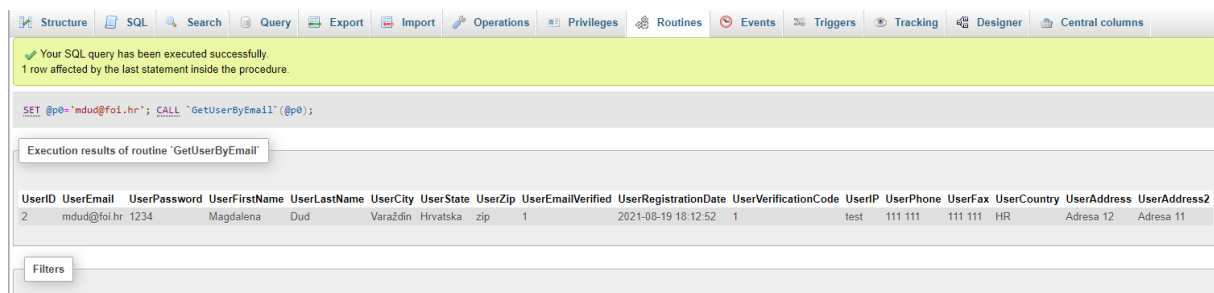 Structure SQL Search Query Export Import Operations Privileges Routines Events Triggers Tracking Designer Central columns
Your SQL query has been executed successfully.
1 row affected by the last statement inside the procedure.
SET @p0='mdud@foi.hr'; CALL `GetUserByEmail`(@p0);
Execution results of routine `GetUserByEmail`
UserID UserEmail UserPassword UserFirstName UserLastName UserCity UserState UserZip UserEmailVerified UserRegistrationDate UserVerificationCode UserIP UserPhone UserFax UserCountry UserAddress UserAddress2
2 mdud@foi.hr 1234 Magdalena Dud Varaždin Hrvatska zip 1 2021-08-19 18:12:52 1 test 111 111 111 111 HR Adresa 12 Adresa 11
Filters